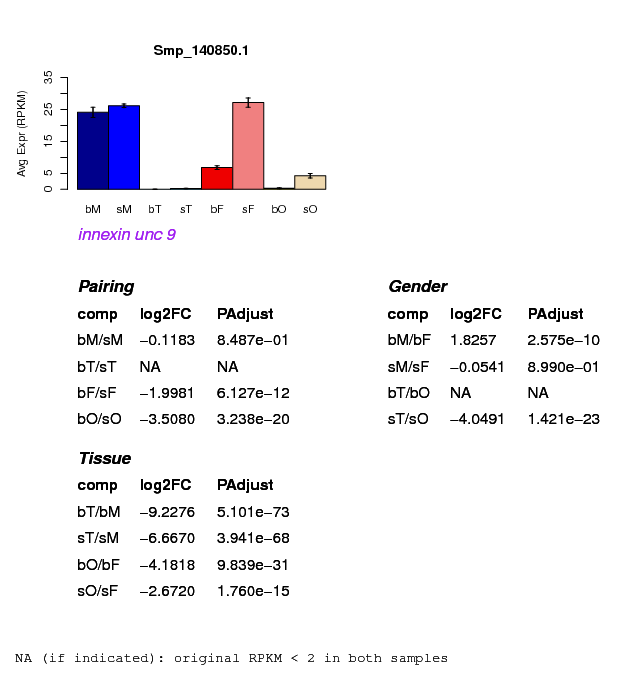 Smp_140850.1
Avg Expr (RPKM)
35
25
15
5
0
bM sM bT sT bF sF bO sO
innexin unc 9
Pairing
comp log2FC PAdjust
bM/sM −0.1183 8.487e−01
bT/sT NA NA
bF/sF −1.9981 6.127e−12
bO/sO −3.5080 3.238e−20
Gender
comp log2FC PAdjust
bM/bF 1.8257 2.575e−10
sM/sF −0.0541 8.990e−01
bT/bO NA NA
sT/sO −4.0491 1.421e−23
Tissue
comp log2FC PAdjust
bT/bM −9.2276 5.101e−73
sT/sM −6.6670 3.941e−68
bO/bF −4.1818 9.839e−31
sO/sF −2.6720 1.760e−15
NA (if indicated): original RPKM < 2 in both samples